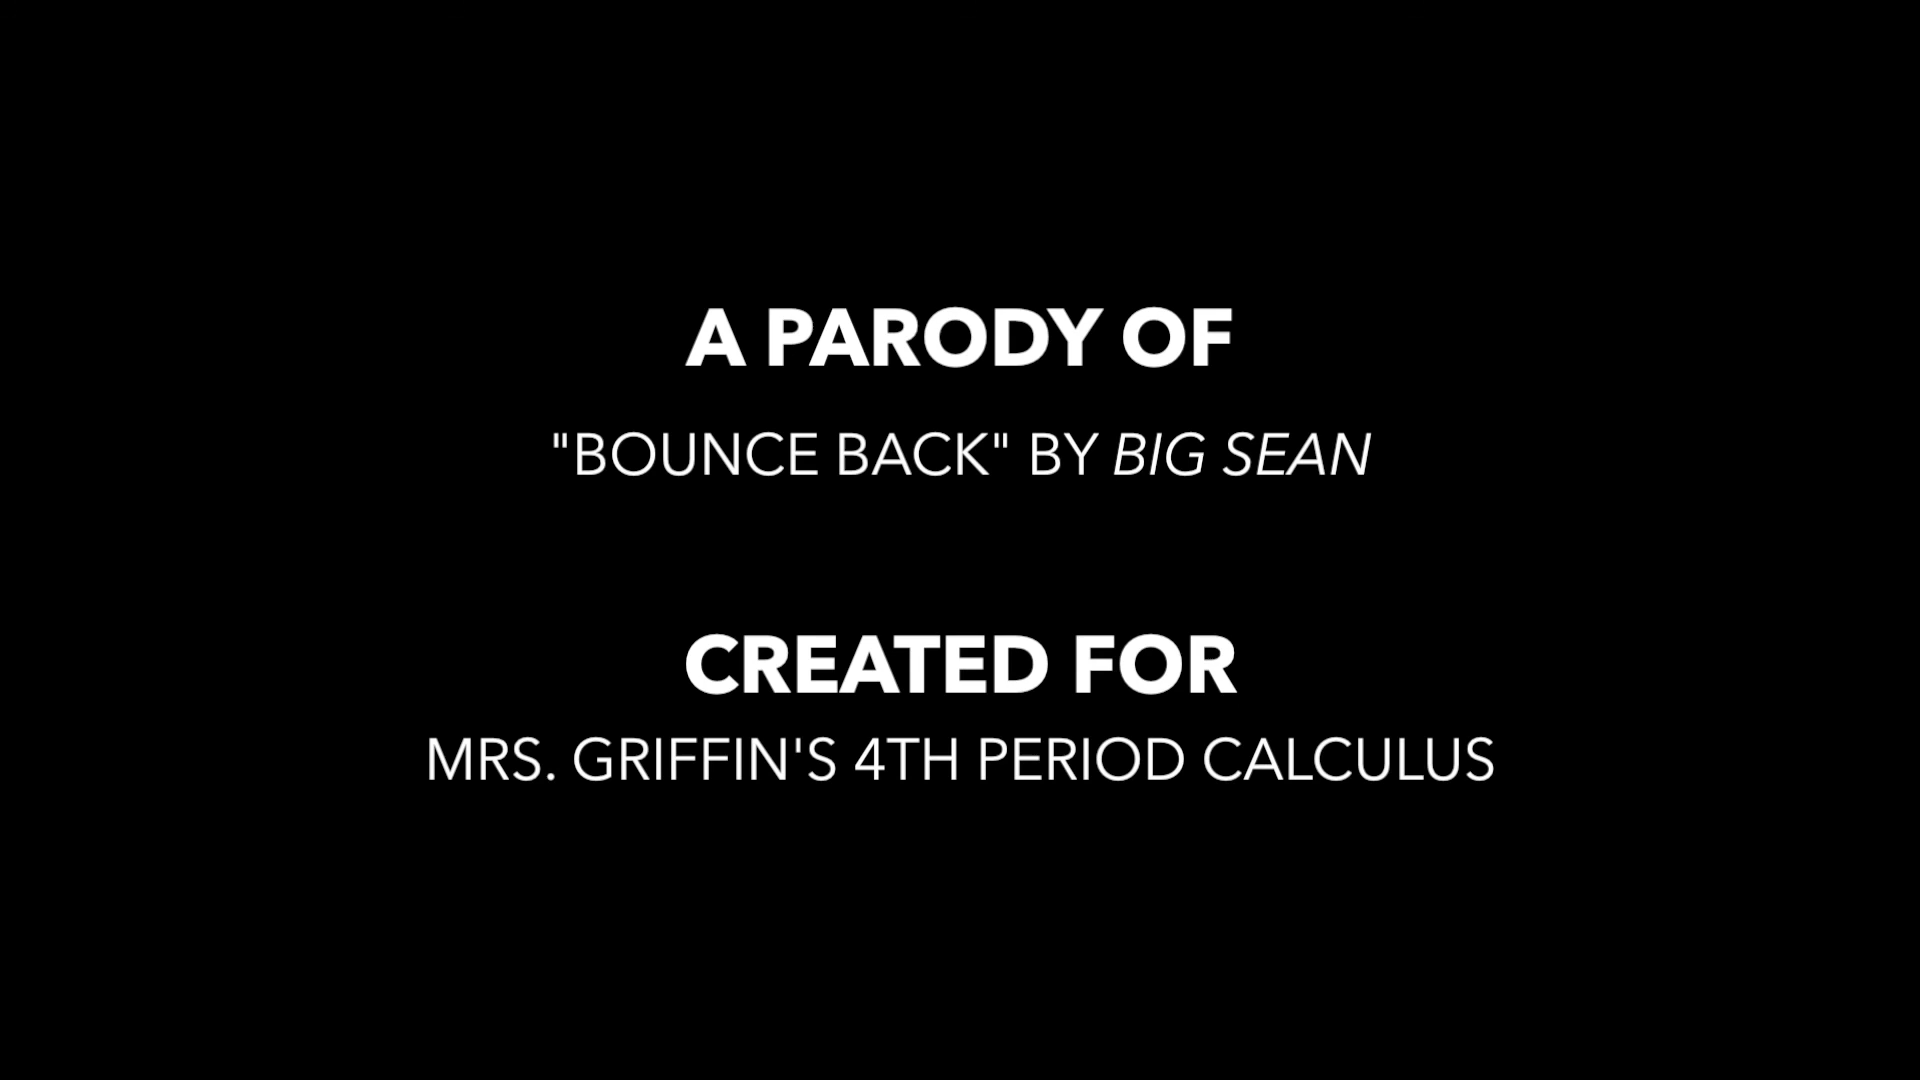 A PARODY OF
"BOUNCE BACK" BY BIG SEAN
CREATED FOR
MRS. GRIFFIN'S 4TH PERIOD CALCULUS